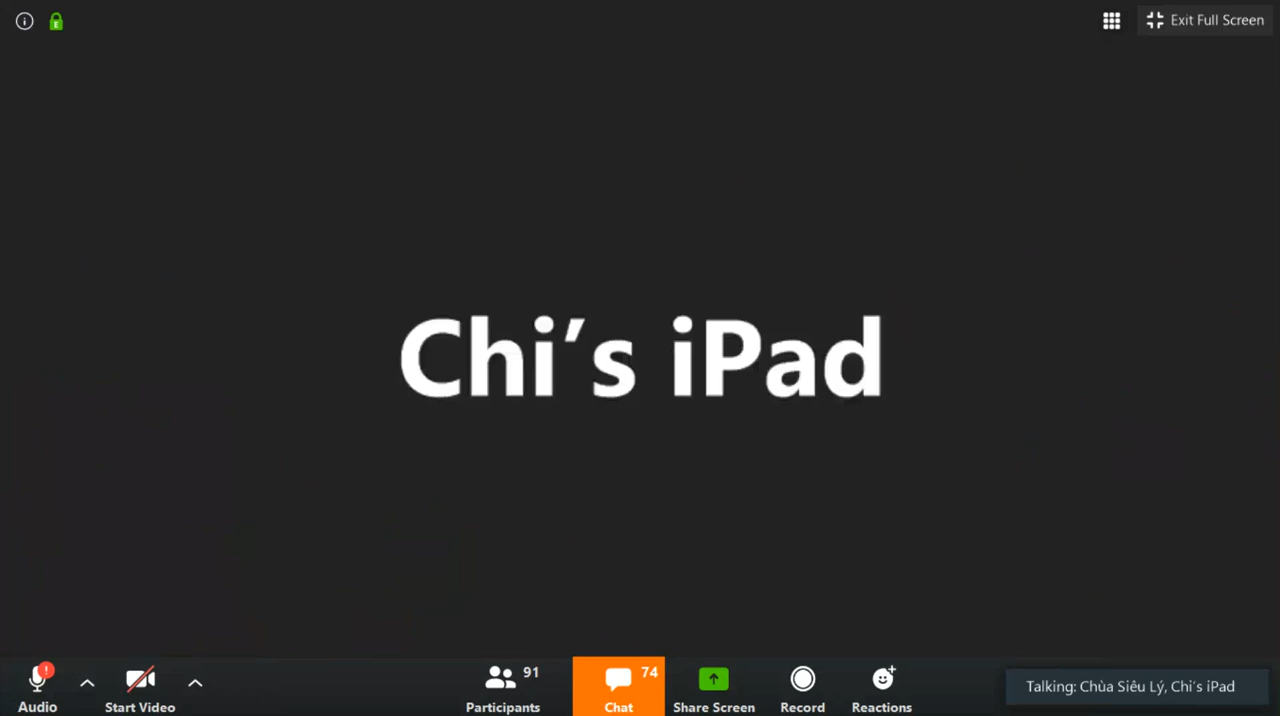 Exit Full Screen
Chi’s iPad
91
74
Audio
Start Video
Participants
Chat
Share Screen
Record
Reactions
Talking: Chùa Siêu Lý, Chi’s iPad